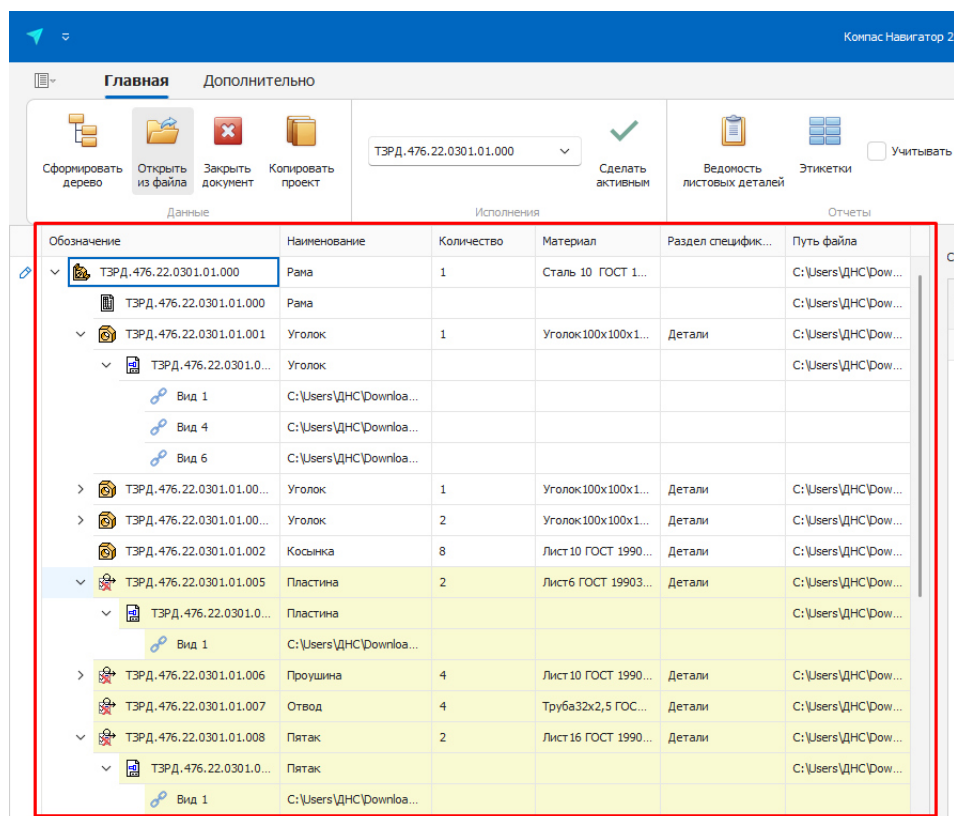 Компас Навигатор 2
Главная Дополнительно
Сформировать дерево
Открыть из файла
Закрыть документ
Копировать проект
ТЗРД.476.22.0301.01.000
Сделать активным
Ведомость листовых деталей
Этикетки
Учитывать
Данные Исполнения Отчеты
Обозначение Наименование Количество Материал Раздел специфик... Путь файла
С
ТЗРД.476.22.0301.01.000 Рама 1 Сталь 10 ГОСТ 1... C:\Users\ДНС\Dow...
ТЗРД.476.22.0301.01.000 Рама C:\Users\ДНС\Dow...
ТЗРД.476.22.0301.01.001 Уголок 1 Уголок100x100x1... Детали C:\Users\ДНС\Dow...
ТЗРД.476.22.0301.0... Уголок C:\Users\ДНС\Dow...
Вид 1 C:\Users\ДНС\Downloa...
Вид 4 C:\Users\ДНС\Downloa...
Вид 6 C:\Users\ДНС\Downloa...
ТЗРД.476.22.0301.01.00... Уголок 1 Уголок100x100x1... Детали C:\Users\ДНС\Dow...
ТЗРД.476.22.0301.01.00... Уголок 2 Уголок100x100x1... Детали C:\Users\ДНС\Dow...
ТЗРД.476.22.0301.01.002 Косынка 8 Лист10 ГОСТ 1990... Детали C:\Users\ДНС\Dow...
ТЗРД.476.22.0301.01.005 Пластина 2 Лист6 ГОСТ 19903... Детали C:\Users\ДНС\Dow...
ТЗРД.476.22.0301.0... Пластина C:\Users\ДНС\Dow...
Вид 1 C:\Users\ДНС\Downloa...
ТЗРД.476.22.0301.01.006 Проушина 4 Лист10 ГОСТ 1990... Детали C:\Users\ДНС\Dow...
ТЗРД.476.22.0301.01.007 Отвод 4 Труба32x2,5 ГОС... Детали C:\Users\ДНС\Dow...
ТЗРД.476.22.0301.01.008 Пятак 2 Лист16 ГОСТ 1990... Детали C:\Users\ДНС\Dow...
ТЗРД.476.22.0301.0... Пятак C:\Users\ДНС\Dow...
Вид 1 C:\Users\ДНС\Downloa...